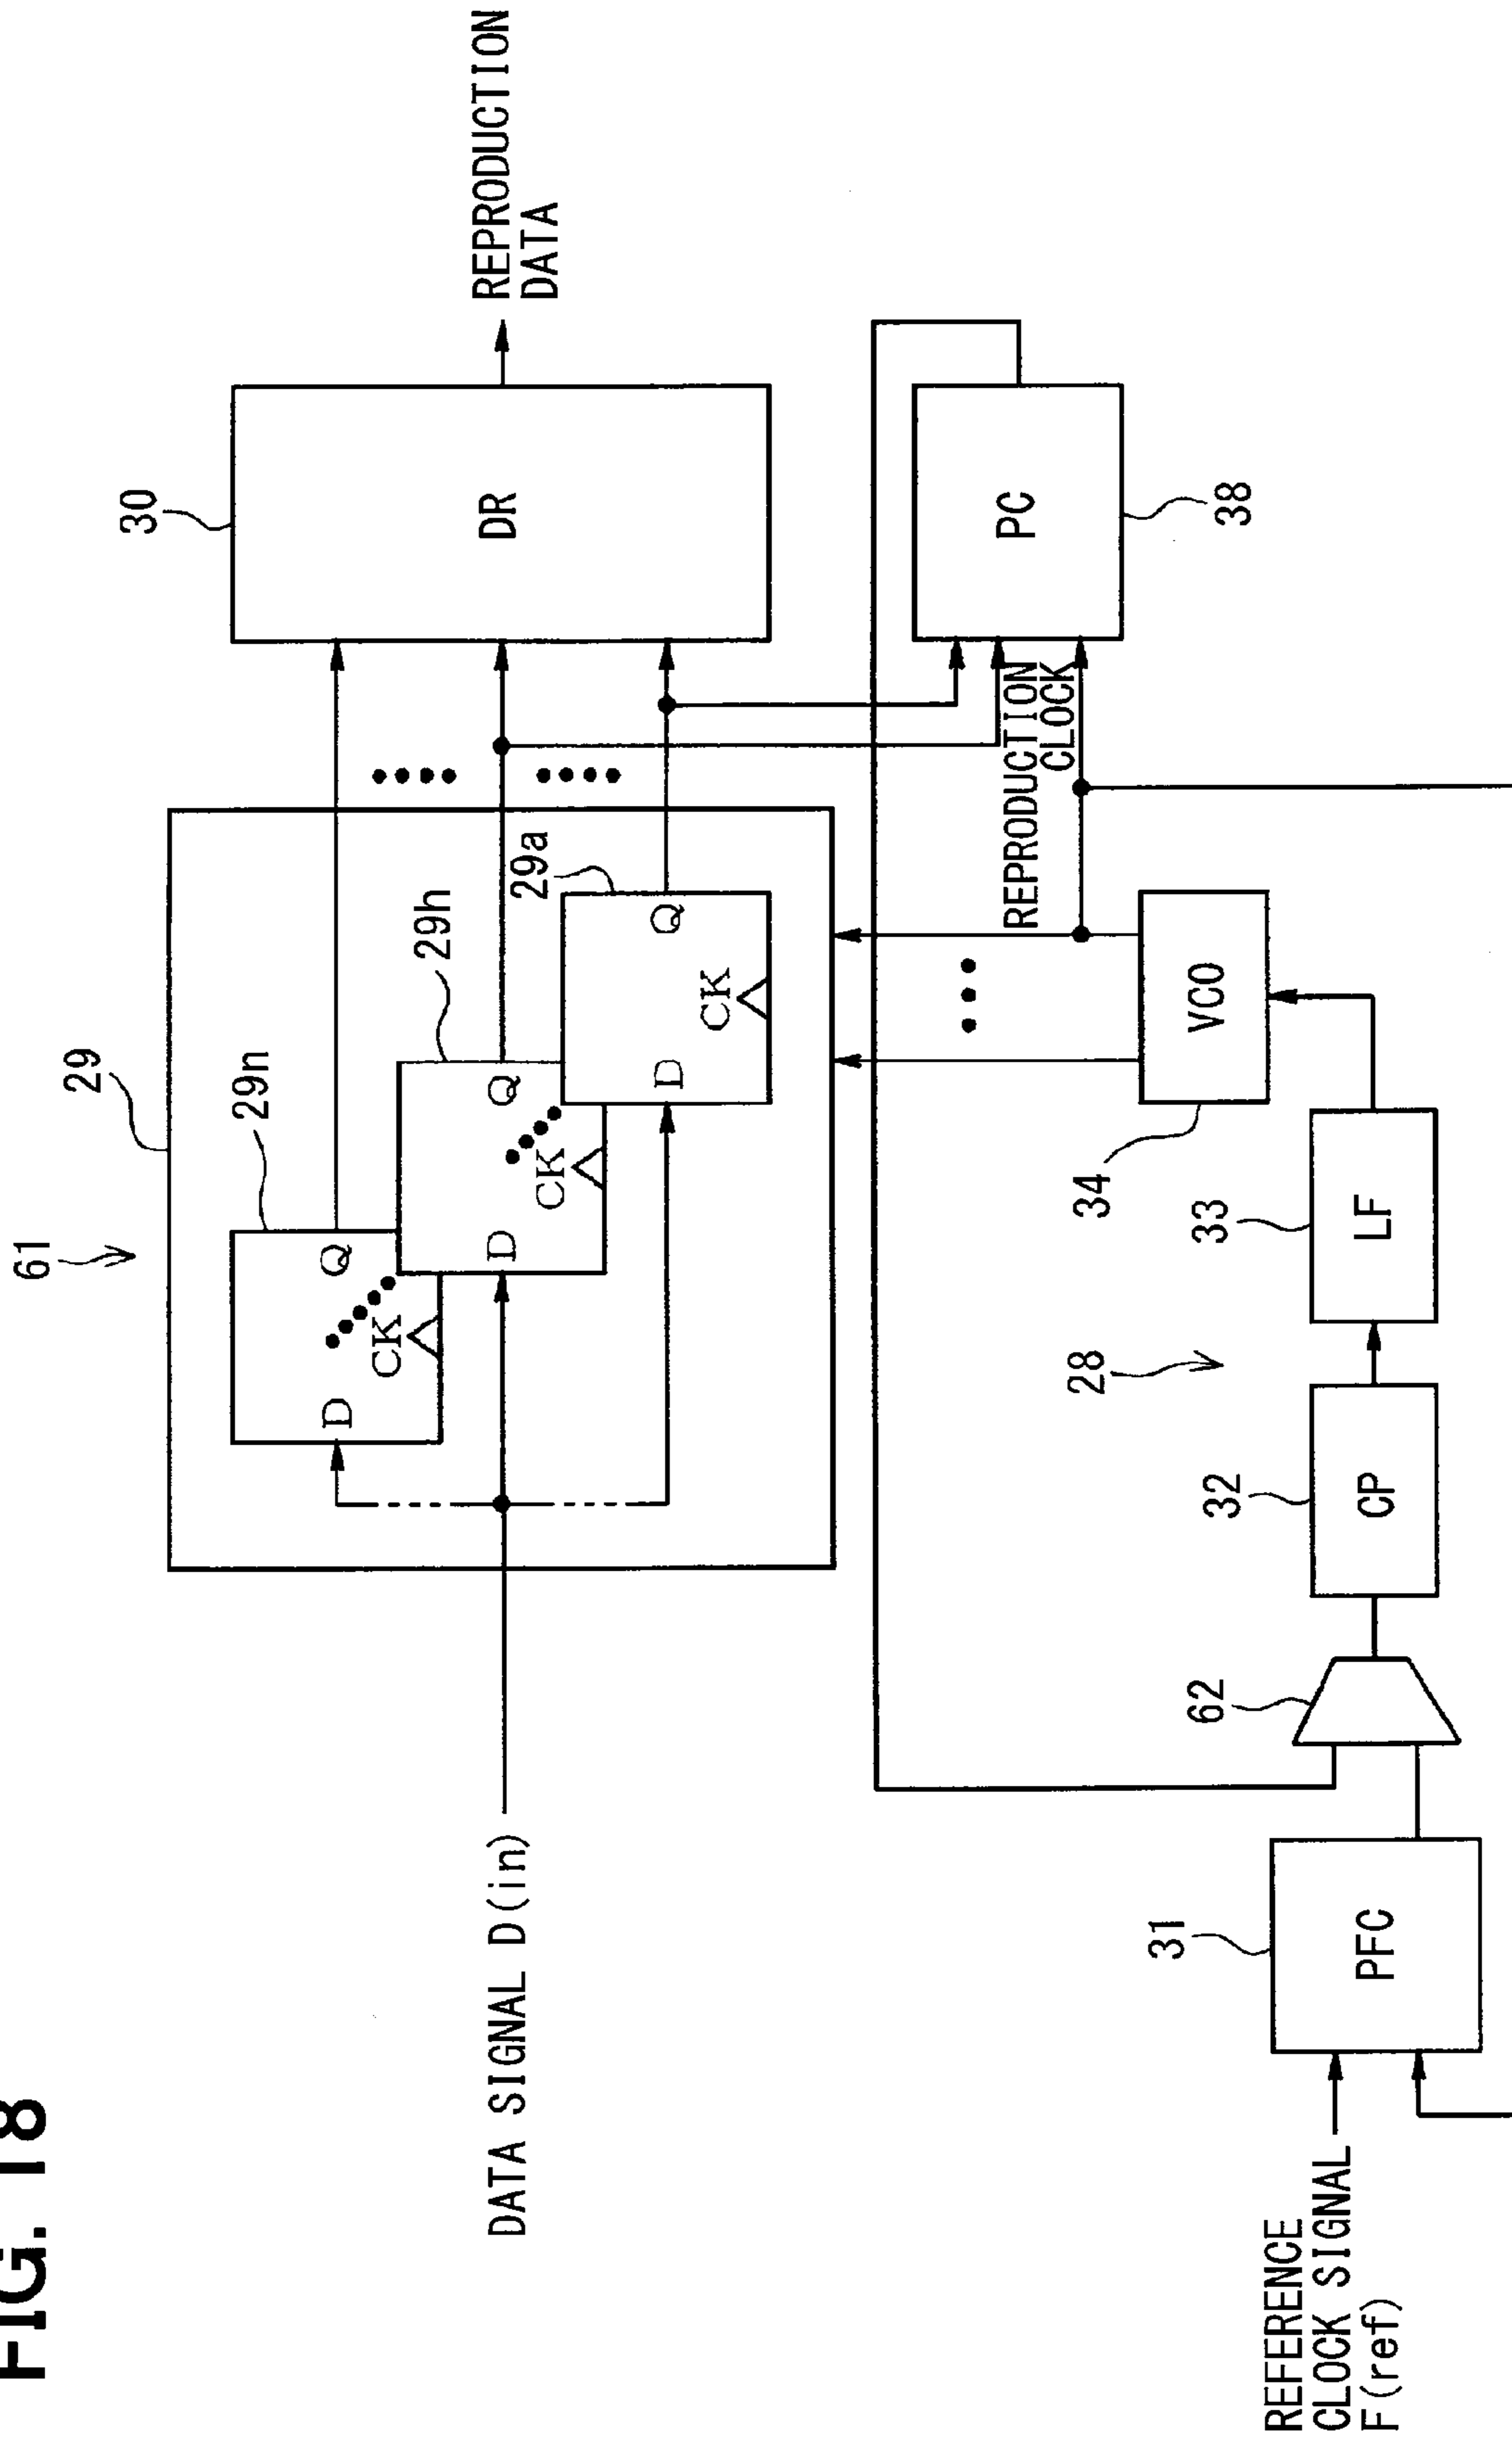 FIG. 18
61
29
30
29n
29h
29a
D
Q
CK
D
Q
CK
D
Q
CK
DR
REPRODUCTION
DATA
DATA SIGNAL D(in)
REPRODUCTION
CLOCK
PC
38
VCO
34
28
31
62
32
33
PFC
CP
LF
REFERENCE
CLOCK SIGNAL
F(ref)